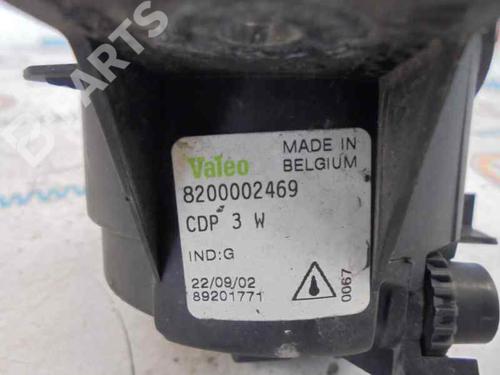 B PARTS
Valeo
MADE IN
BELGIUM
8200002469
CDP 3 W
IND:G
22/09/02
89201771
0067